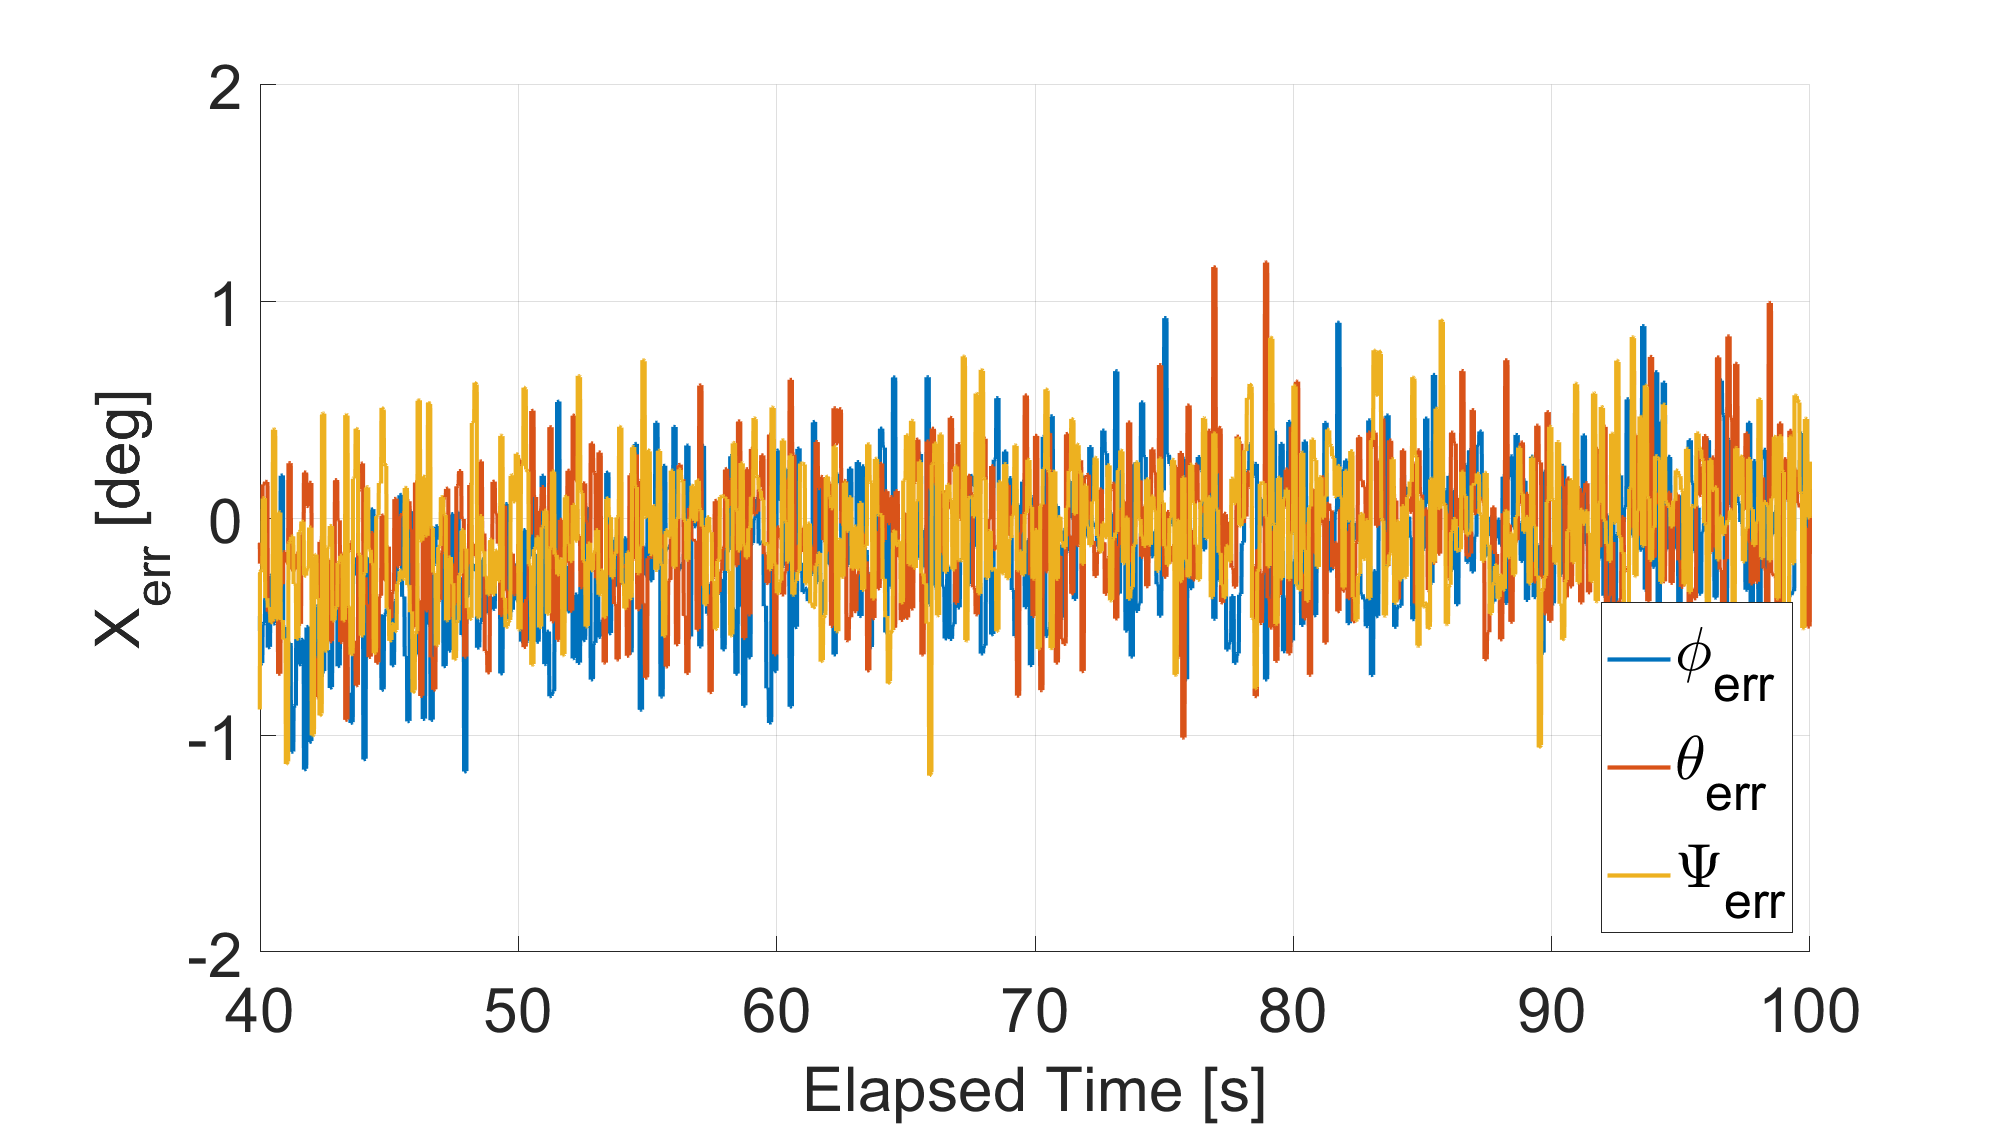 2
1
0
-1
-2
X_err [deg]
40 50 60 70 80 90 100
Elapsed Time [s]
ϕ_err
θ_err
Ψ_err